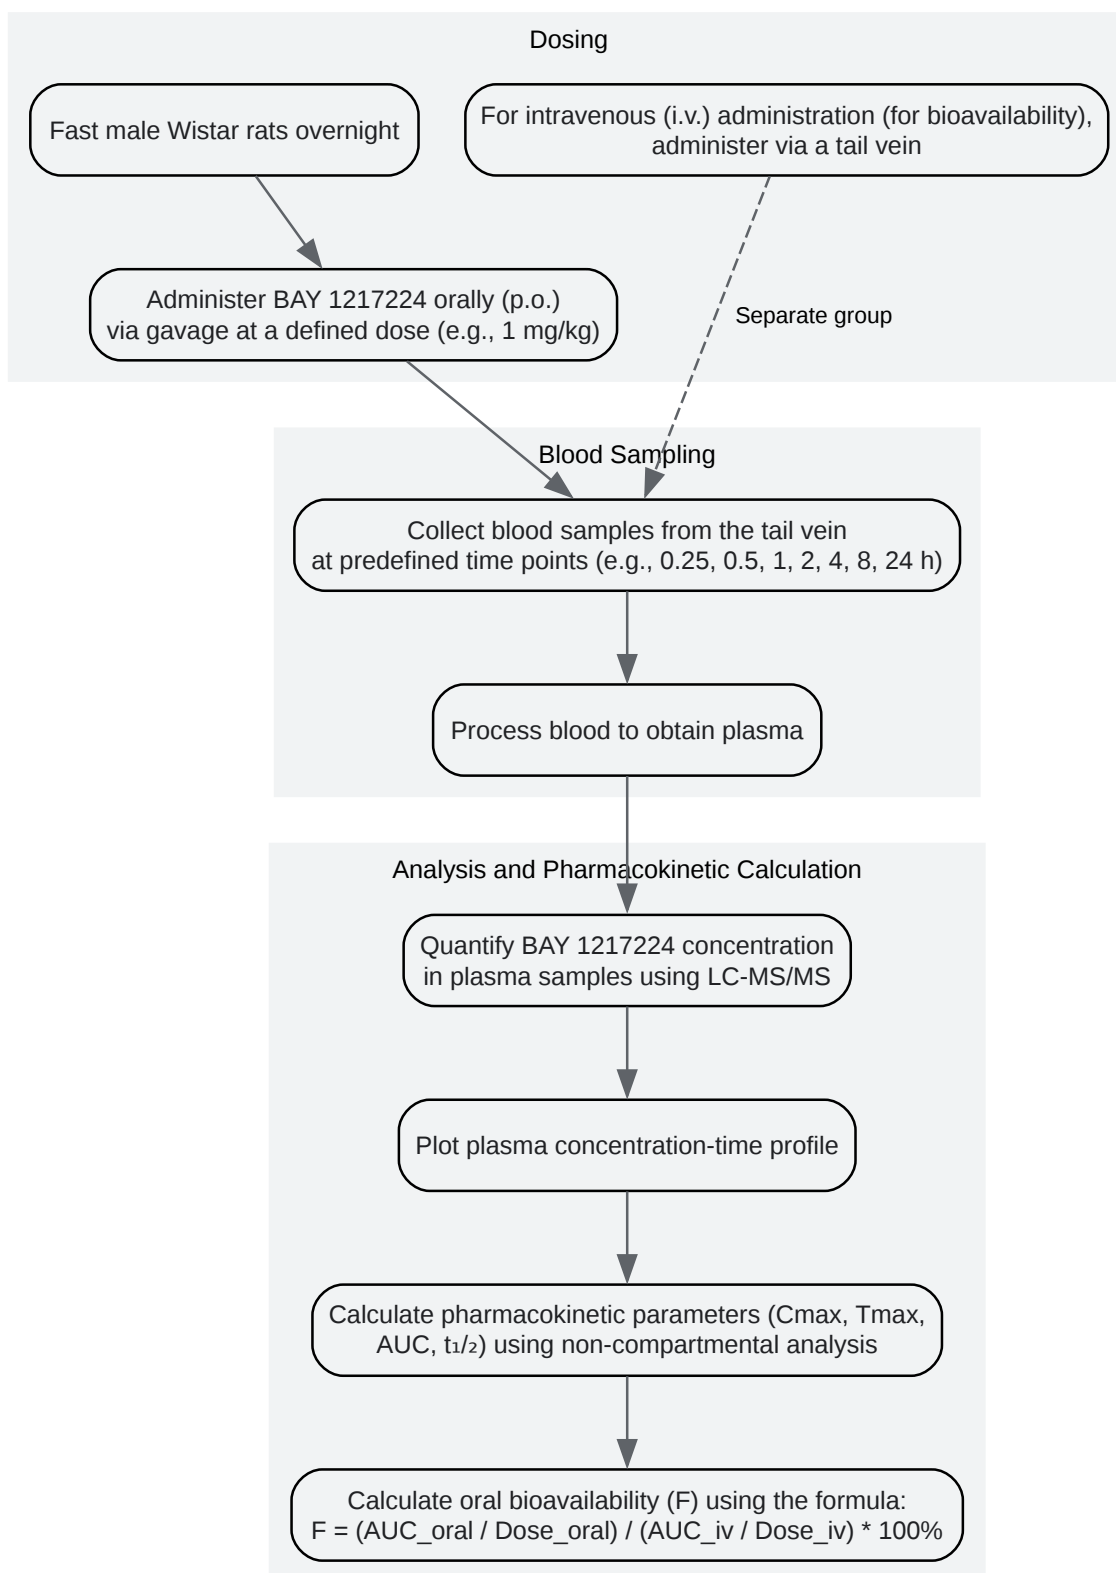 Dosing
Fast male Wistar rats overnight
For intravenous (i.v.) administration (for bioavailability),
administer via a tail vein
Administer BAY 1217224 orally (p.o.)
via gavage at a defined dose (e.g., 1 mg/kg)
Separate group
Blood Sampling
Collect blood samples from the tail vein
at predefined time points (e.g., 0.25, 0.5, 1, 2, 4, 8, 24 h)
Process blood to obtain plasma
Analysis and Pharmacokinetic Calculation
Quantify BAY 1217224 concentration
in plasma samples using LC-MS/MS
Plot plasma concentration-time profile
Calculate pharmacokinetic parameters (Cmax, Tmax,
AUC, t₁/₂) using non-compartmental analysis
Calculate oral bioavailability (F) using the formula:
F = (AUC_oral / Dose_oral) / (AUC_iv / Dose_iv) * 100%